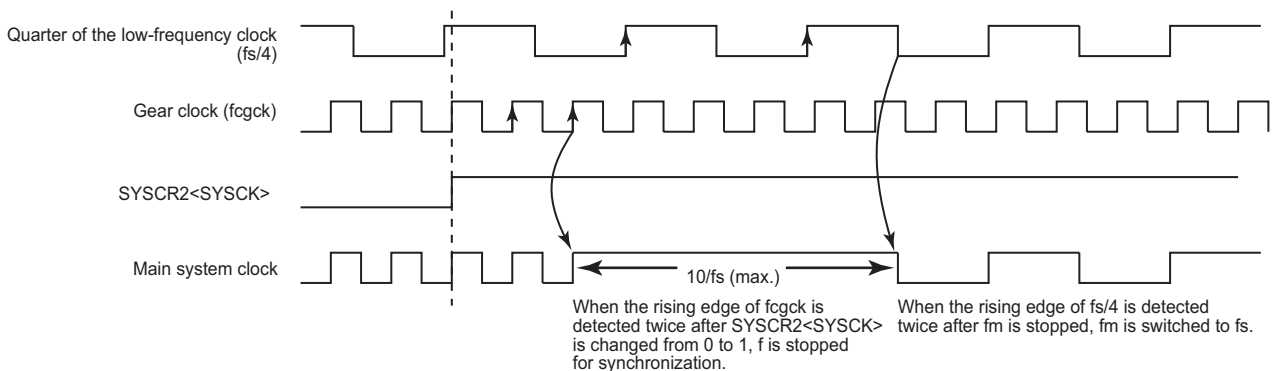 Quarter of the low-frequency clock
(fs/4)
Gear clock (fcgck)
SYSCR2<SYSCK>
Main system clock
10/fs (max.)
When the rising edge of fcgck is
detected twice after SYSCR2<SYSCK>
is changed from 0 to 1, f is stopped
for synchronization.
When the rising edge of fs/4 is detected
twice after fm is stopped, fm is switched to fs.